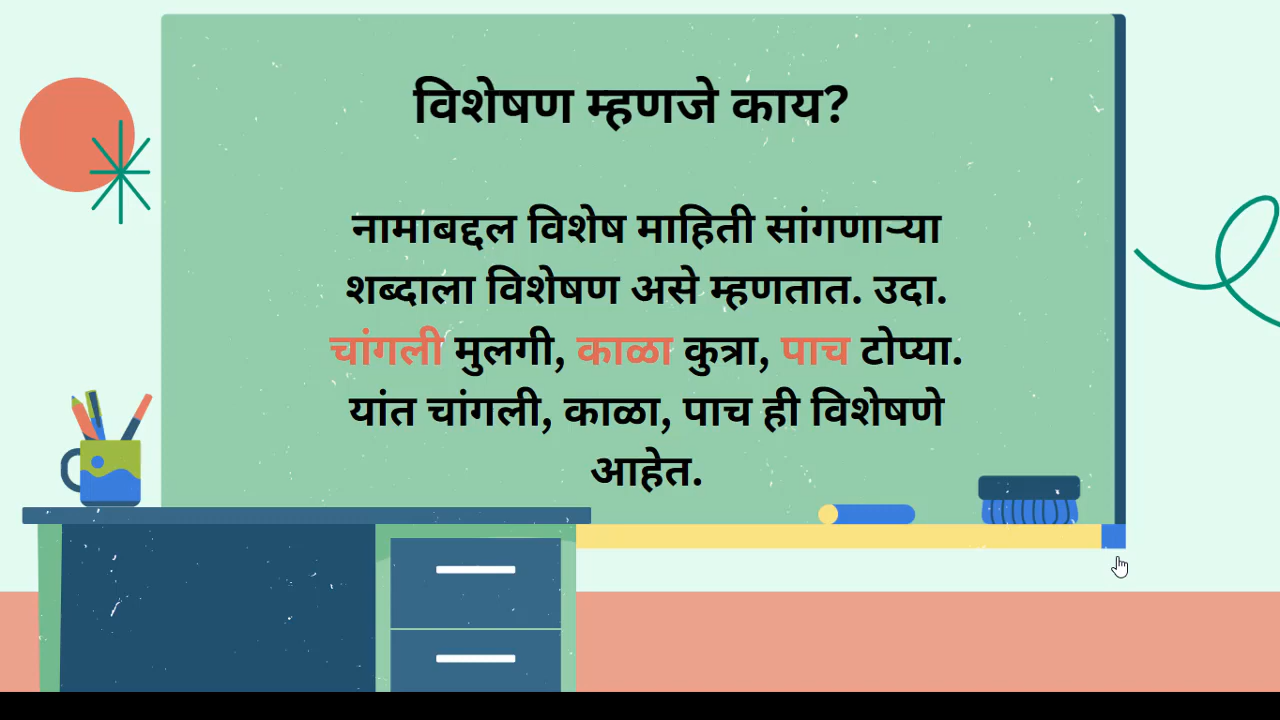 विशेषण म्हणजे काय?
नामाबद्दल विशेष माहिती सांगणाऱ्या
शब्दाला विशेषण असे म्हणतात. उदा.
चांगली मुलगी, काळा कुत्रा, पाच टोप्या.
यांत चांगली, काळा, पाच ही विशेषणे
आहेत.